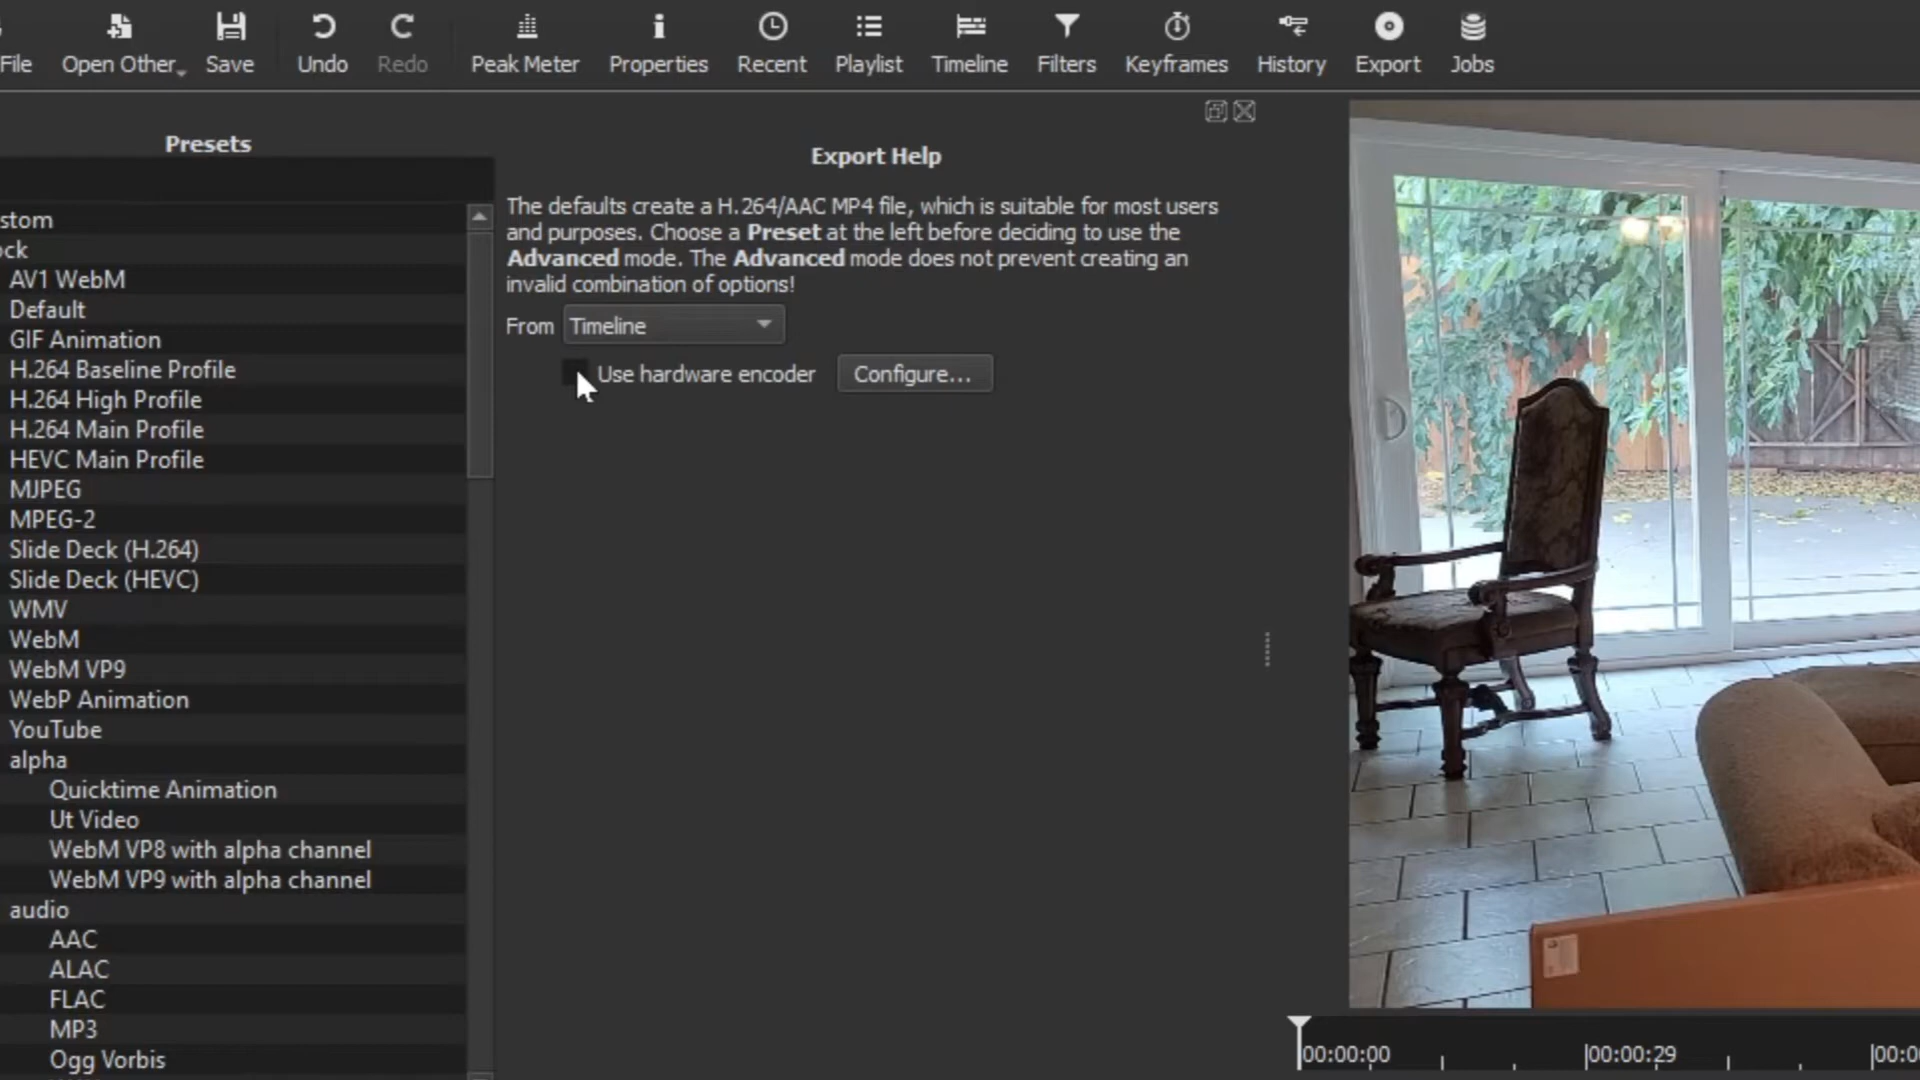 File Open Other Save Undo Redo Peak Meter Properties Recent Playlist Timeline Filters Keyframes History Export Jobs
Presets
stom
ock
AV1 WebM
Default
GIF Animation
H.264 Baseline Profile
H.264 High Profile
H.264 Main Profile
HEVC Main Profile
MJPEG
MPEG-2
Slide Deck (H.264)
Slide Deck (HEVC)
WMV
WebM
WebM VP9
WebP Animation
YouTube
alpha
Quicktime Animation
Ut Video
WebM VP8 with alpha channel
WebM VP9 with alpha channel
audio
AAC
ALAC
FLAC
MP3
Ogg Vorbis
Export Help
The defaults create a H.264/AAC MP4 file, which is suitable for most users
and purposes. Choose a Preset at the left before deciding to use the
Advanced mode. The Advanced mode does not prevent creating an
invalid combination of options!
From Timeline
Use hardware encoder Configure...
00:00:00 00:00:29 00:0